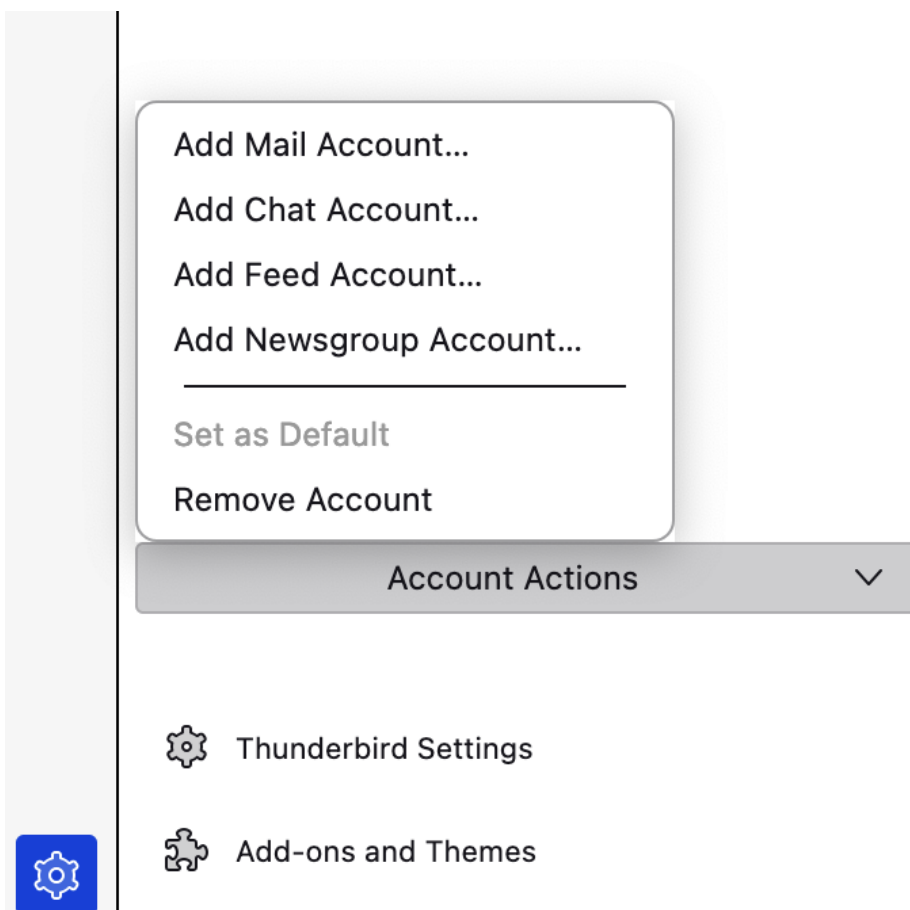 Add Mail Account...
Add Chat Account...
Add Feed Account...
Add Newsgroup Account...
Set as Default
Remove Account
Account Actions
Thunderbird Settings
Add-ons and Themes